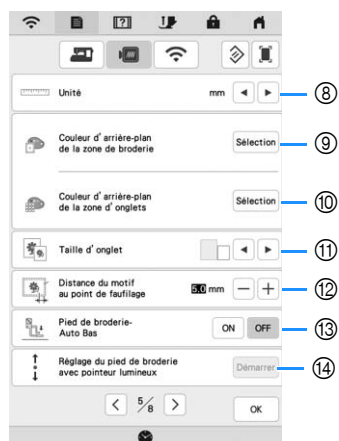 Unité mm ⑧
Couleur d'arrière-plan
de la zone de broderie
Sélection ⑨
Couleur d'arrière-plan
de la zone d'onglets
Sélection ⑩
Taille d'onglet ⑪
Distance du motif
au point de faufilage
5.0 mm − + ⑫
Pied de broderie-
Auto Bas
ON OFF ⑬
Réglage du pied de broderie
avec pointeur lumineux
Démarrer ⑭
< 5/8 > OK